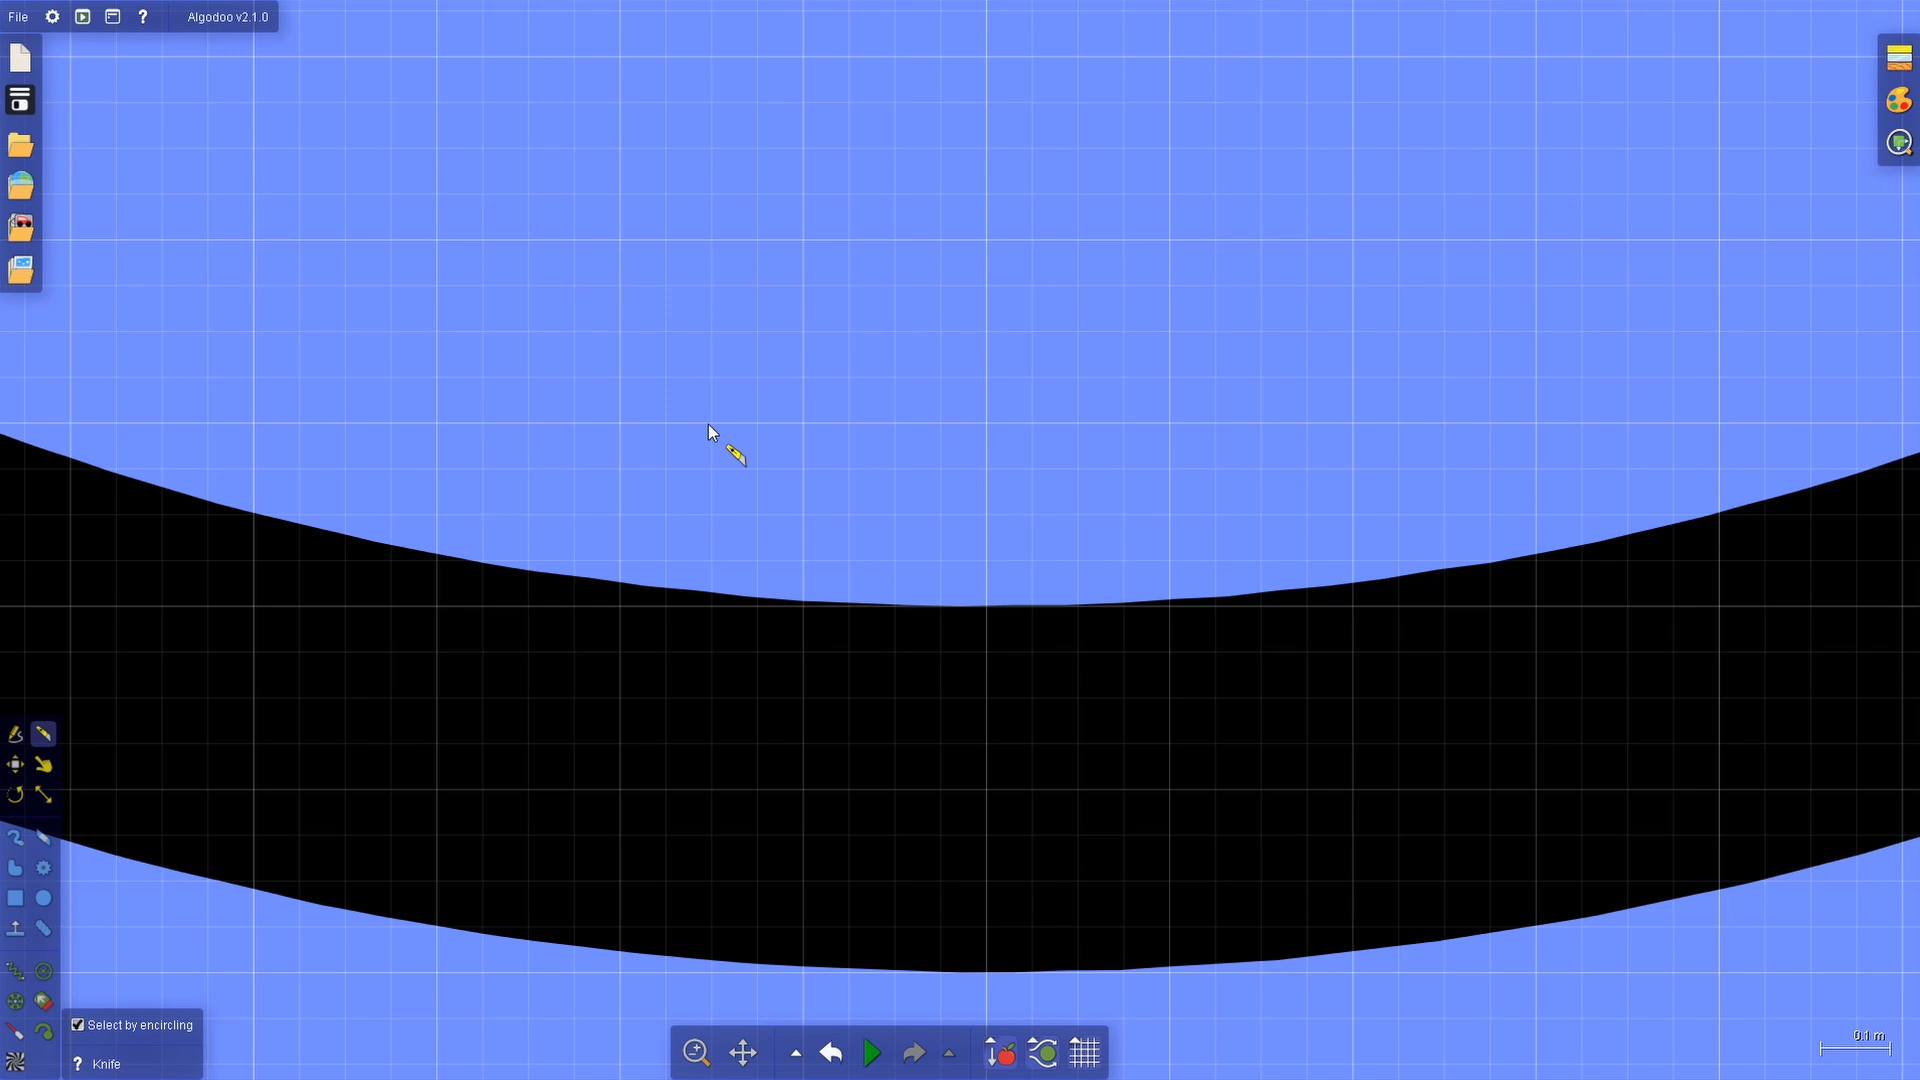 File ? Algodoo v2.1.0
0.1 m
Select by encircling
? Knife